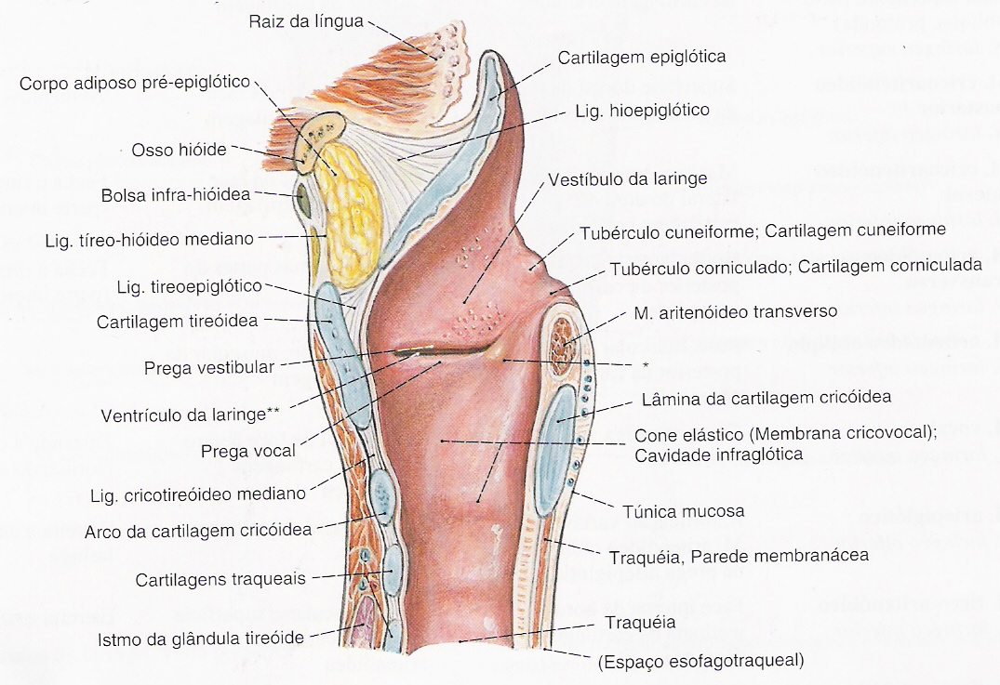 Raiz da língua
Corpo adiposo pré-epiglótico
Osso hióide
Bolsa infra-hióidea
Lig. tíreo-hióideo mediano
Lig. tireoepiglótico
Cartilagem tireóidea
Prega vestibular
Ventrículo da laringe**
Prega vocal
Lig. cricotireóideo mediano
Arco da cartilagem cricóidea
Cartilagens traqueais
Istmo da glândula tireóide
Cartilagem epiglótica
Lig. hioepiglótico
Vestíbulo da laringe
Tubérculo cuneiforme; Cartilagem cuneiforme
Tubérculo corniculado; Cartilagem corniculada
M. aritenóideo transverso
*
Lâmina da cartilagem cricóidea
Cone elástico (Membrana cricovocal);
Cavidade infraglótica
Túnica mucosa
Traquéia, Parede membranácea
Traquéia
(Espaço esofagotraqueal)